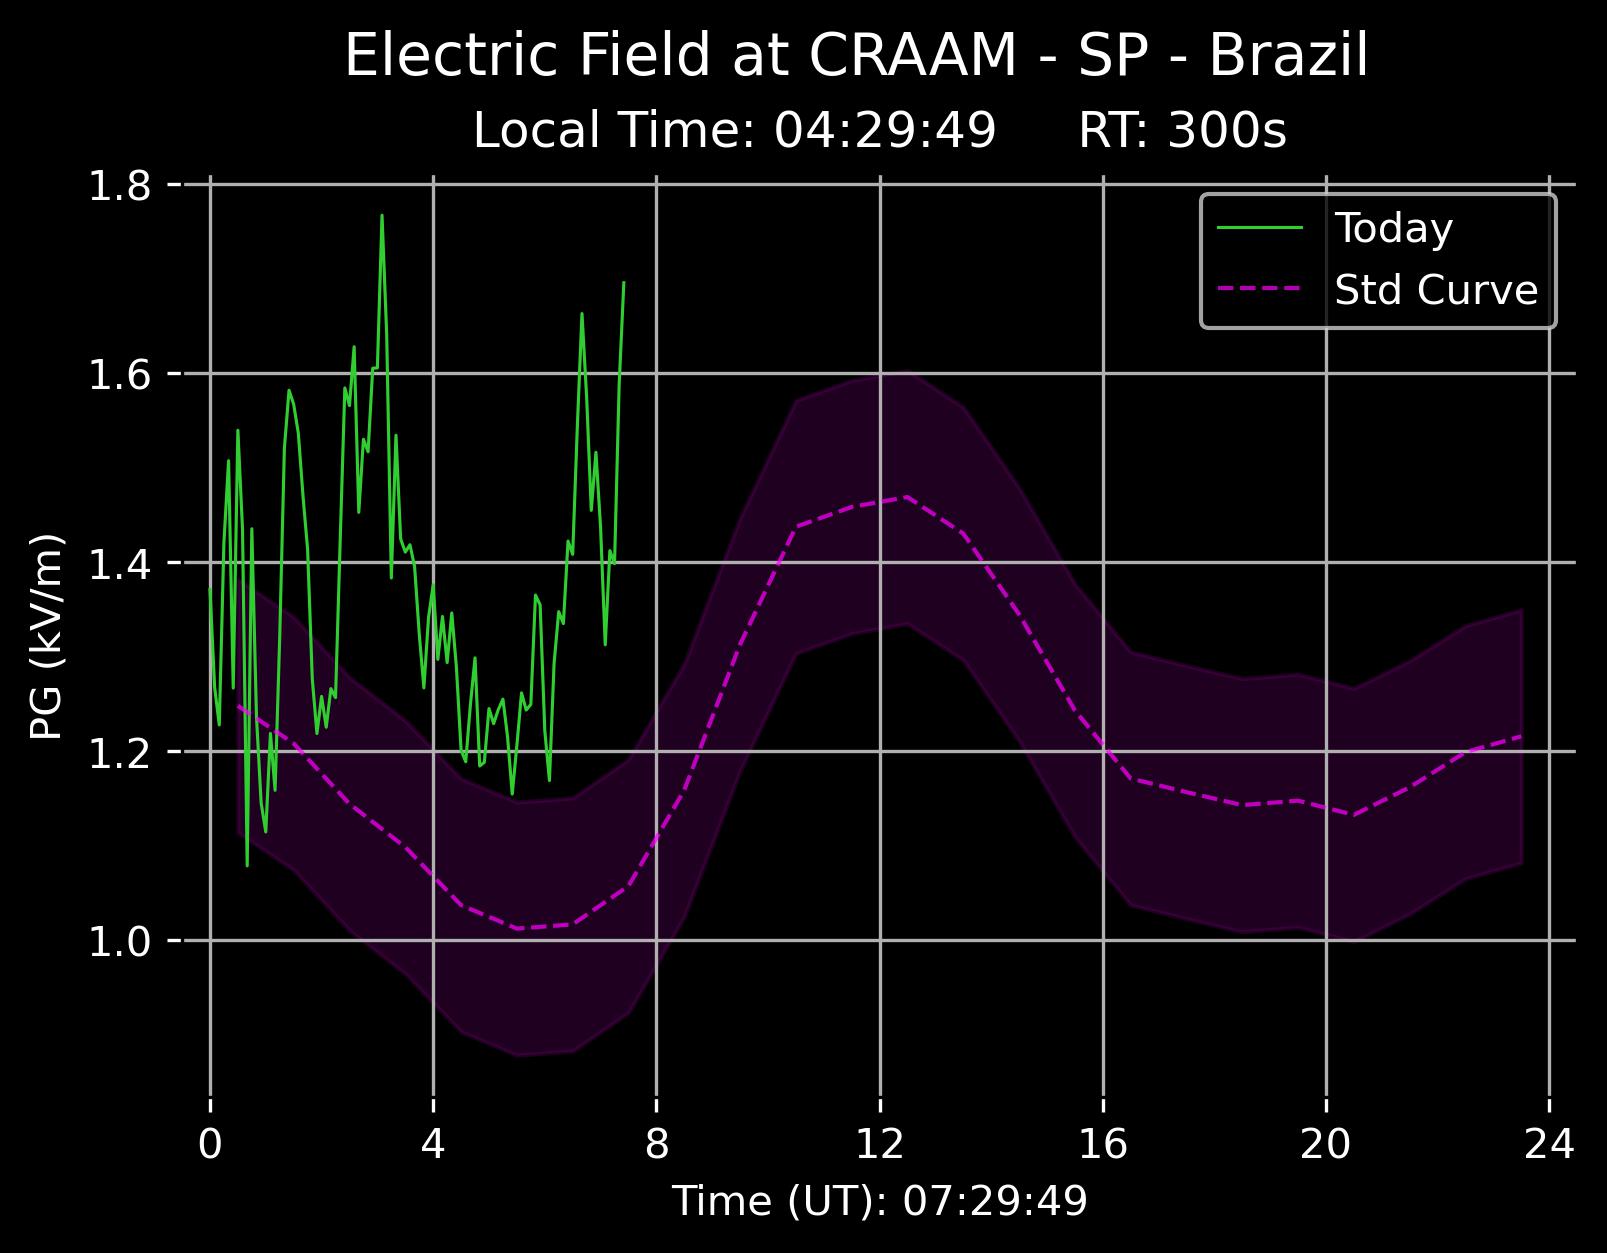 Electric Field at CRAAM - SP - Brazil
Local Time: 04:29:49 RT: 300s
Today
Std Curve
PG (kV/m)
1.8
1.6
1.4
1.2
1.0
0 4 8 12 16 20 24
Time (UT): 07:29:49